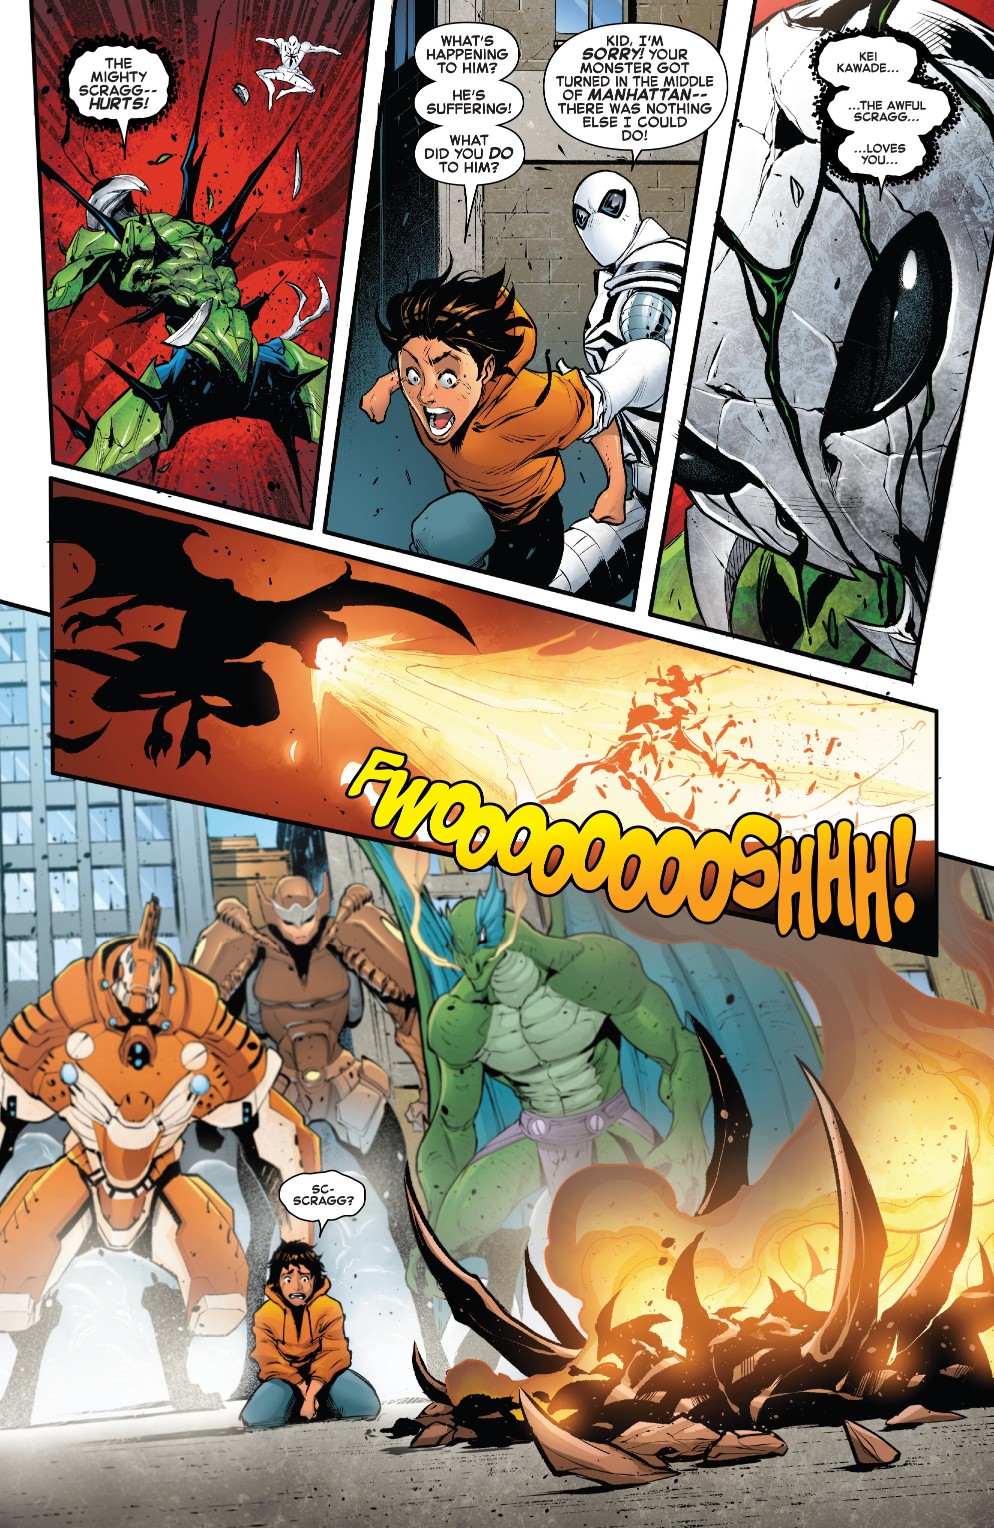 THE
MIGHTY
SCRAGG--
HURTS!
WHAT'S
HAPPENING
TO HIM?
HE'S
SUFFERING!
WHAT
DID YOU DO
TO HIM?
KID, I'M
SORRY! YOUR
MONSTER GOT
TURNED IN THE MIDDLE
OF MANHATTAN--
THERE WAS NOTHING
ELSE I COULD
DO!
KEI
KAWADE...
...THE AWFUL
SCRAGG...
...LOVES
YOU...
FWOOOOOOOOSHHH!
SC-
SCRAGG?